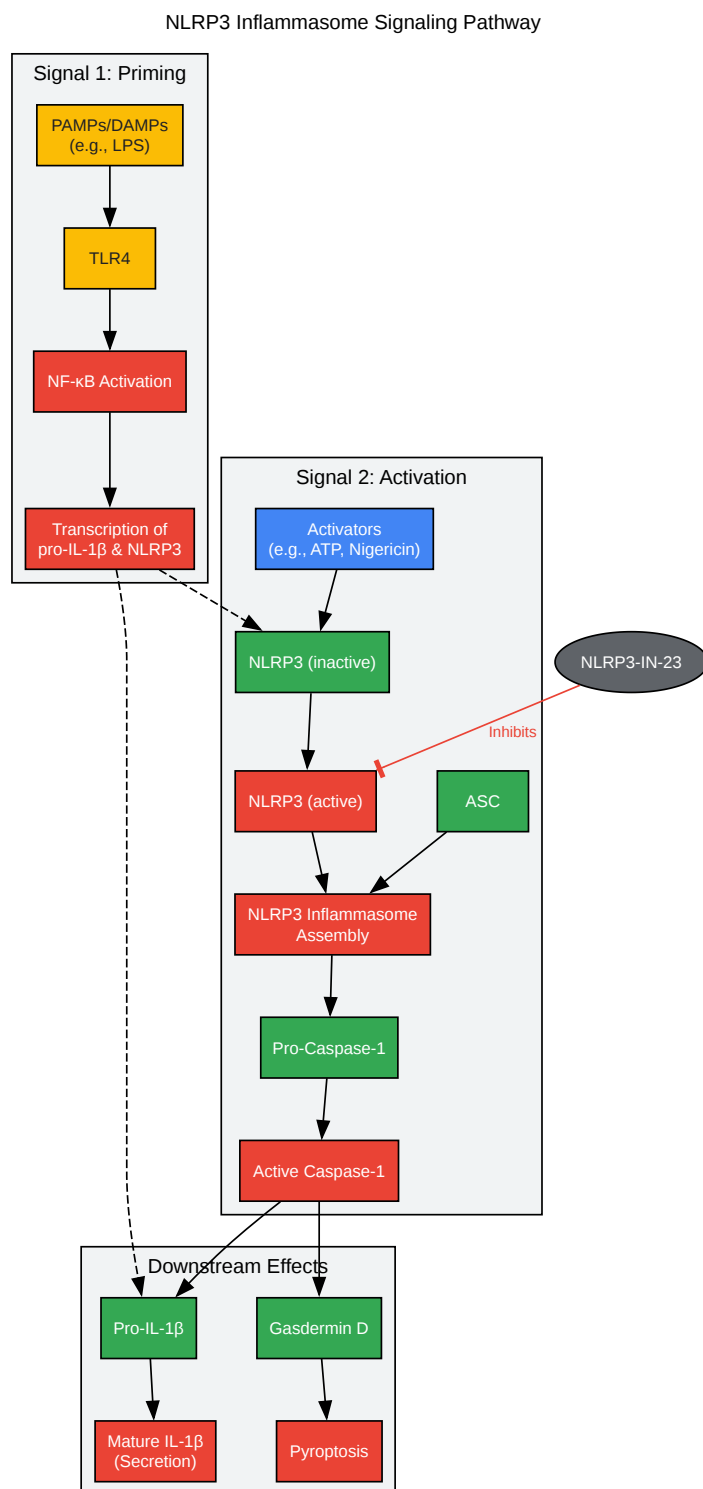 NLRP3 Inflammasome Signaling Pathway
Signal 1: Priming
PAMPs/DAMPs
(e.g., LPS)
TLR4
NF-κB Activation
Transcription of
pro-IL-1β & NLRP3
Signal 2: Activation
Activators
(e.g., ATP, Nigericin)
NLRP3 (inactive)
NLRP3-IN-23
Inhibits
NLRP3 (active)
ASC
NLRP3 Inflammasome
Assembly
Pro-Caspase-1
Active Caspase-1
Downstream Effects
Pro-IL-1β
Gasdermin D
Mature IL-1β
(Secretion)
Pyroptosis